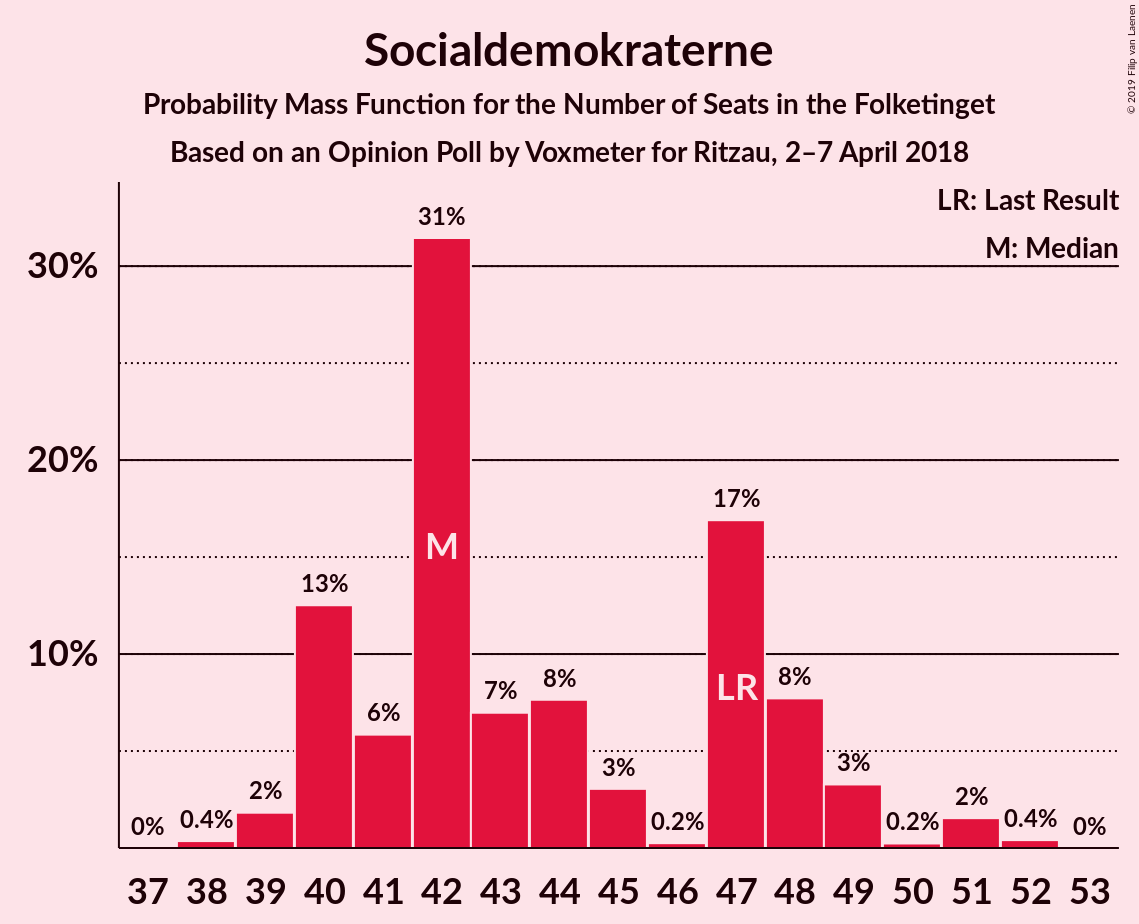 Socialdemokraterne
Probability Mass Function for the Number of Seats in the Folketinget
Based on an Opinion Poll by Voxmeter for Ritzau, 2–7 April 2018
© 2019 Filip van Laenen
LR: Last Result
M: Median
30%
20%
10%
0%
0.4%
2%
13%
6%
31%
7%
8%
3%
0.2%
17%
8%
3%
0.2%
2%
0.4%
0%
M
LR
37 38 39 40 41 42 43 44 45 46 47 48 49 50 51 52 53